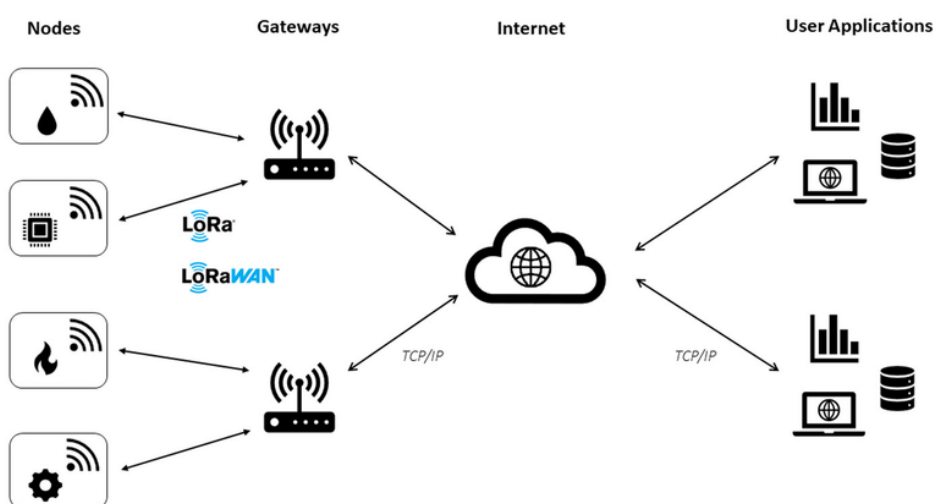 Nodes
Gateways
Internet
User Applications
LoRa
LoRaWAN
TCP/IP
TCP/IP